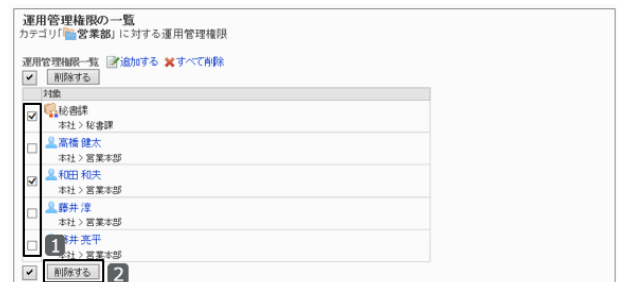 運用管理権限の一覧
カテゴリ「営業部」に対する運用管理権限
運用管理権限一覧 追加する すべて削除
削除する
対象
秘書課
本社 > 秘書課
高橋 健太
本社 > 営業本部
和田 和夫
本社 > 営業本部
藤井 淳
本社 > 営業本部
井 亮平
1
本社 > 営業本部
削除する
2